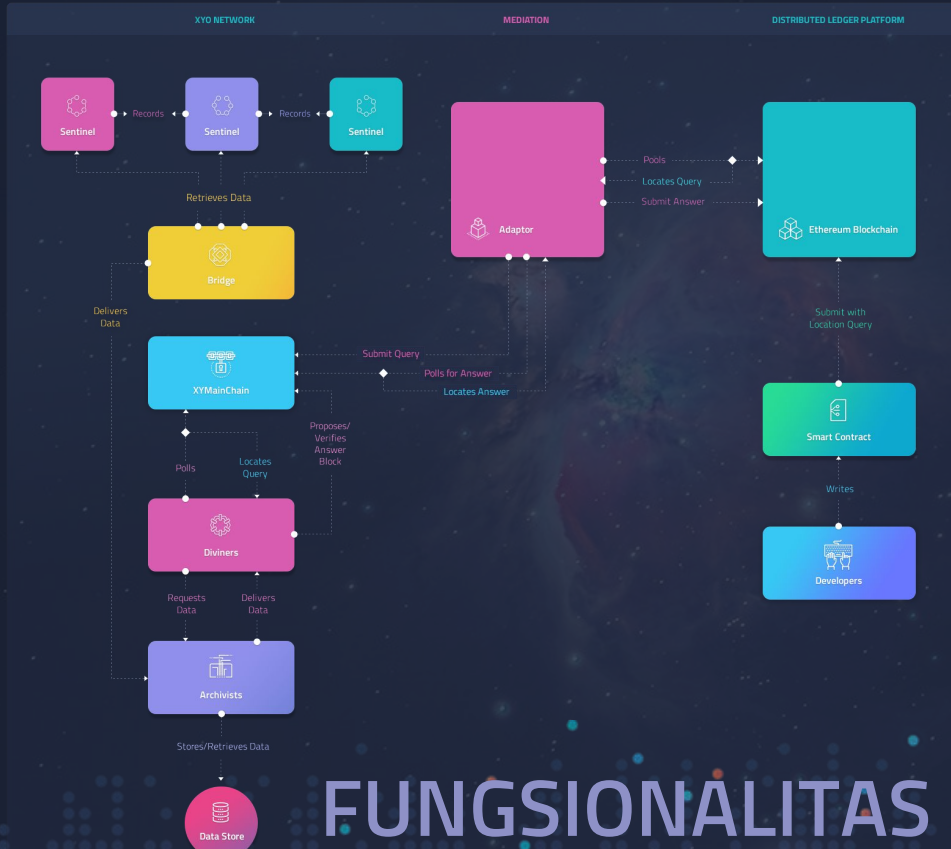 XYO NETWORK
MEDIATION
DISTRIBUTED LEDGER PLATFORM
Sentinel
Records
Sentinel
Records
Sentinel
Retrieves Data
Bridge
Delivers
Data
XYMainChain
Submit Query
Polls for Answer
Locates Answer
Proposes/
Verifies
Answer
Block
Polls
Locates
Query
Diviners
Requests
Data
Delivers
Data
Archivists
Stores/Retrieves Data
Data Store
Adaptor
Pools
Locates Query
Submit Answer
Ethereum Blockchain
Submit with
Location Query
Smart Contract
Writes
Developers
FUNGSIONALITAS